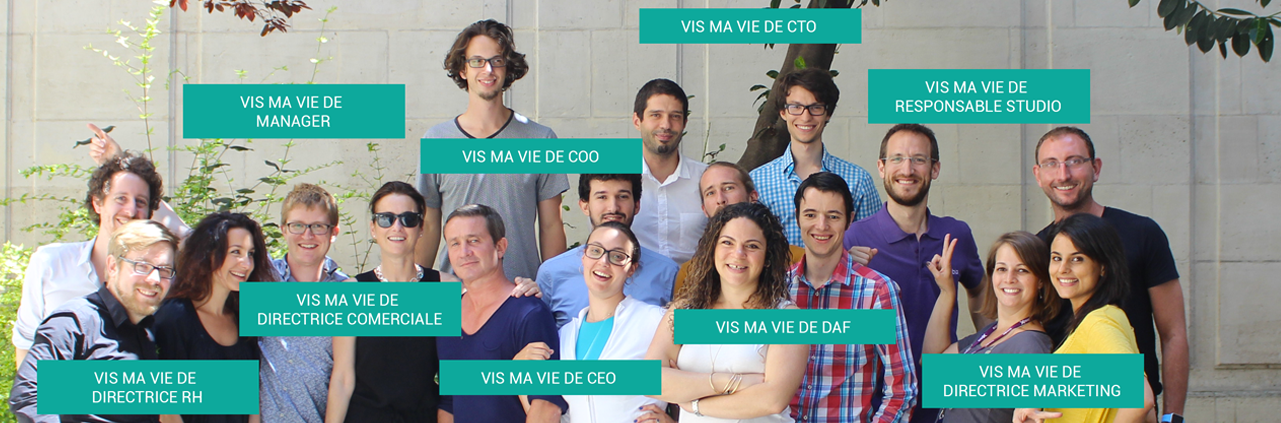 VIS MA VIE DE CTO
VIS MA VIE DE
MANAGER
VIS MA VIE DE
RESPONSABLE STUDIO
VIS MA VIE DE COO
VIS MA VIE DE
DIRECTRICE COMERCIALE
VIS MA VIE DE DAF
VIS MA VIE DE
DIRECTRICE RH
VIS MA VIE DE CEO
VIS MA VIE DE
DIRECTRICE MARKETING